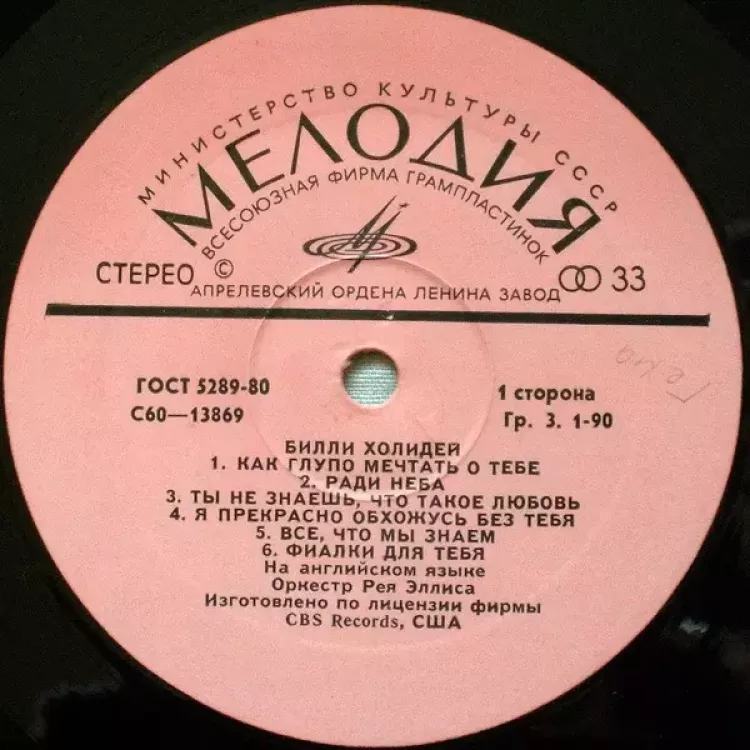 МИНИСТЕРСТВО КУЛЬТУРЫ СССР
МЕЛОДИЯ
ВСЕСОЮЗНАЯ ФИРМА ГРАМПЛАСТИНОК
СТЕРЕО ©
33
АПРЕЛЕВСКИЙ ОРДЕНА ЛЕНИНА ЗАВОД
ГОСТ 5289-80
С60—13869
1 сторона
Гр. 3. 1-90
БИЛЛИ ХОЛИДЕЙ
1. КАК ГЛУПО МЕЧТАТЬ О ТЕБЕ
2. РАДИ НЕБА
3. ТЫ НЕ ЗНАЕШЬ, ЧТО ТАКОЕ ЛЮБОВЬ
4. Я ПРЕКРАСНО ОБХОЖУСЬ БЕЗ ТЕБЯ
5. ВСЕ, ЧТО МЫ ЗНАЕМ
6. ФИАЛКИ ДЛЯ ТЕБЯ
На английском языке
Оркестр Рея Эллиса
Изготовлено по лицензии фирмы
CBS Records, США